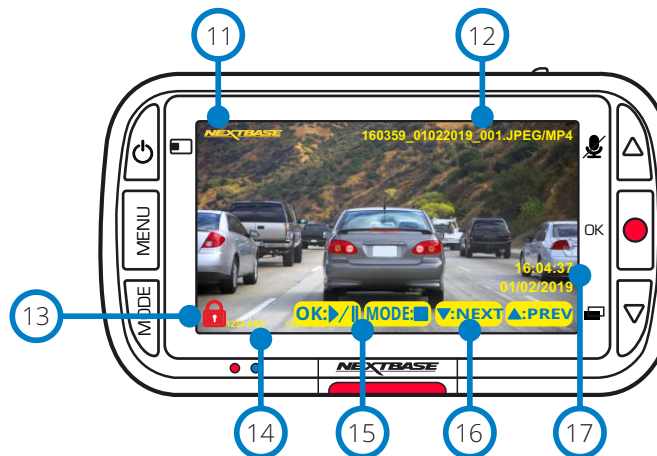 11
12
NEXTBASE
160359_01022019_001.JPEG/MP4
MENU
OK
16:04:37
01/02/2019
13
MODE
OK:▶/II
MODE:■
▼:NEXT
▲:PREV
NEXTBASE
14
15
16
17